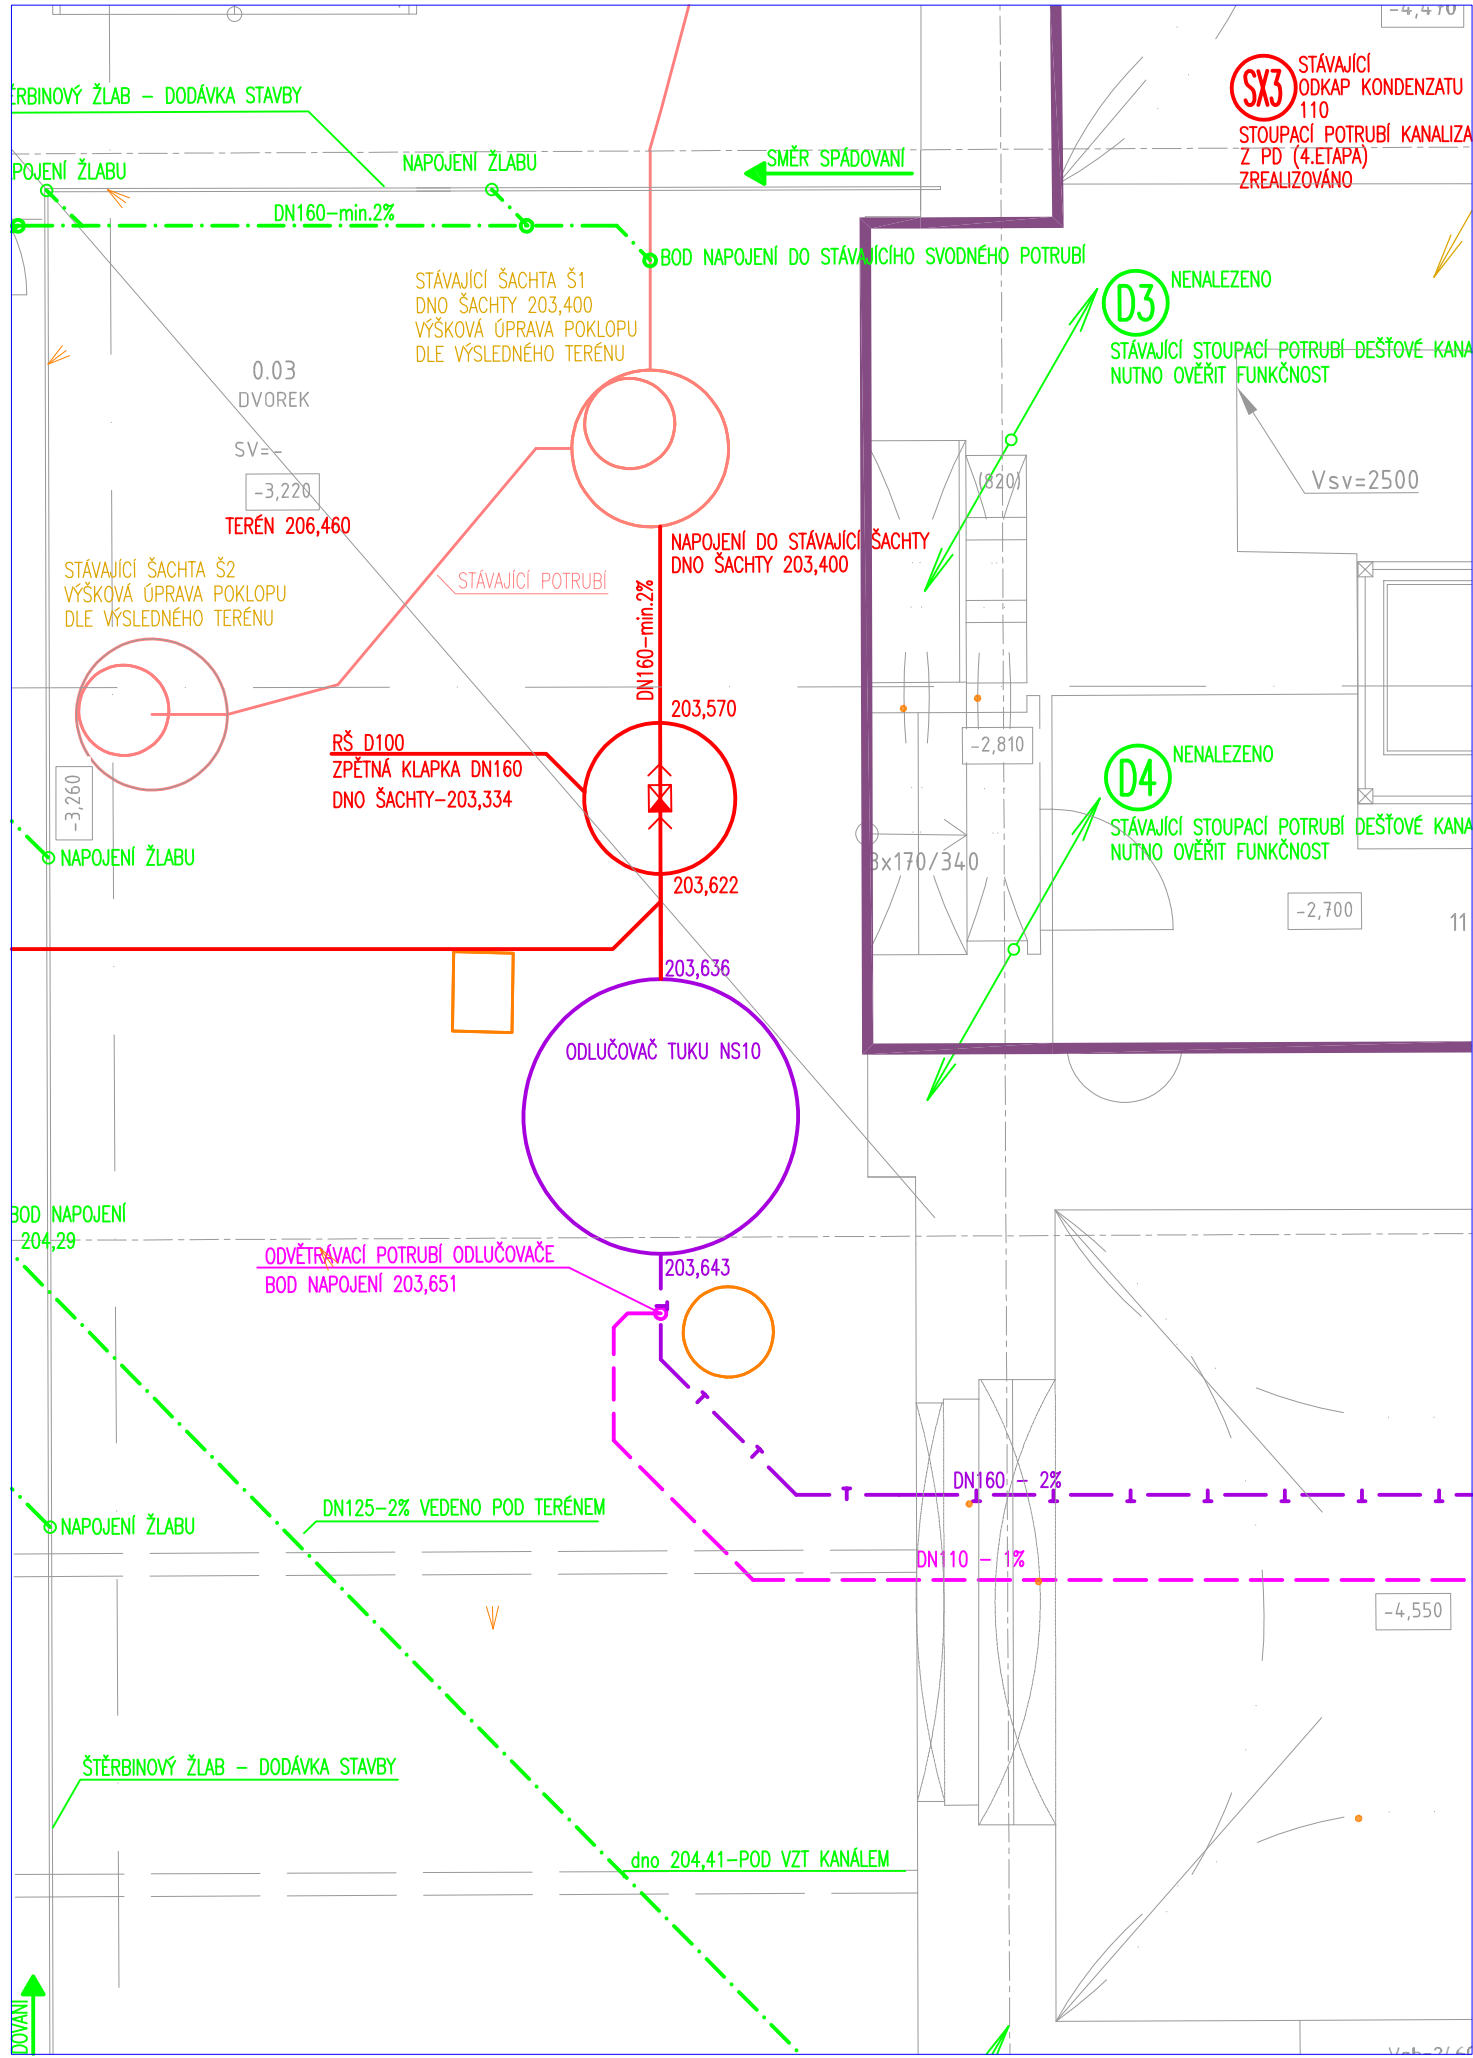 -4,470
SX3
STÁVAJÍCÍ
ODKAP KONDENZATU
110
STOUPACÍ POTRUBÍ KANALIZA
Z PD (4.ETAPA)
ZREALIZOVÁNO
ĚRBINOVÝ ŽLAB - DODÁVKA STAVBY
POJENÍ ŽLABU
NAPOJENÍ ŽLABU
SMĚR SPÁDOVANÍ
DN160-min.2%
BOD NAPOJENÍ DO STÁVAJÍCÍHO SVODNÉHO POTRUBÍ
STÁVAJÍCÍ ŠACHTA Š1
DNO ŠACHTY 203,400
VÝŠKOVÁ ÚPRAVA POKLOPU
DLE VÝSLEDNÉHO TERÉNU
D3
NENALEZENO
STÁVAJÍCÍ STOUPACÍ POTRUBÍ DEŠŤOVÉ KANA
NUTNO OVĚŘIT FUNKČNOST
0.03
DVOREK
SV=-
-3,220
TERÉN 206,460
(820)
Vsv=2500
NAPOJENÍ DO STÁVAJÍCÍ ŠACHTY
DNO ŠACHTY 203,400
STÁVAJÍCÍ ŠACHTA Š2
VÝŠKOVÁ ÚPRAVA POKLOPU
DLE VÝSLEDNÉHO TERÉNU
STÁVAJÍCÍ POTRUBÍ
DN160-min.2%
203,570
RŠ D100
ZPĚTNÁ KLAPKA DN160
DNO ŠACHTY-203,334
-2,810
D4
NENALEZENO
STÁVAJÍCÍ STOUPACÍ POTRUBÍ DEŠŤOVÉ KANA
NUTNO OVĚŘIT FUNKČNOST
-3,260
NAPOJENÍ ŽLABU
3x170/340
203,622
-2,700
11
203,636
ODLUČOVAČ TUKU NS10
BOD NAPOJENÍ
204,29
ODVĚTRÁVACÍ POTRUBÍ ODLUČOVAČE
BOD NAPOJENÍ 203,651
203,643
DN160 - 2%
DN125-2% VEDENO POD TERÉNEM
NAPOJENÍ ŽLABU
DN110 - 1%
-4,550
ŠTĚRBINOVÝ ŽLAB - DODÁVKA STAVBY
dno 204,41-POD VZT KANÁLEM
DOVANÍ